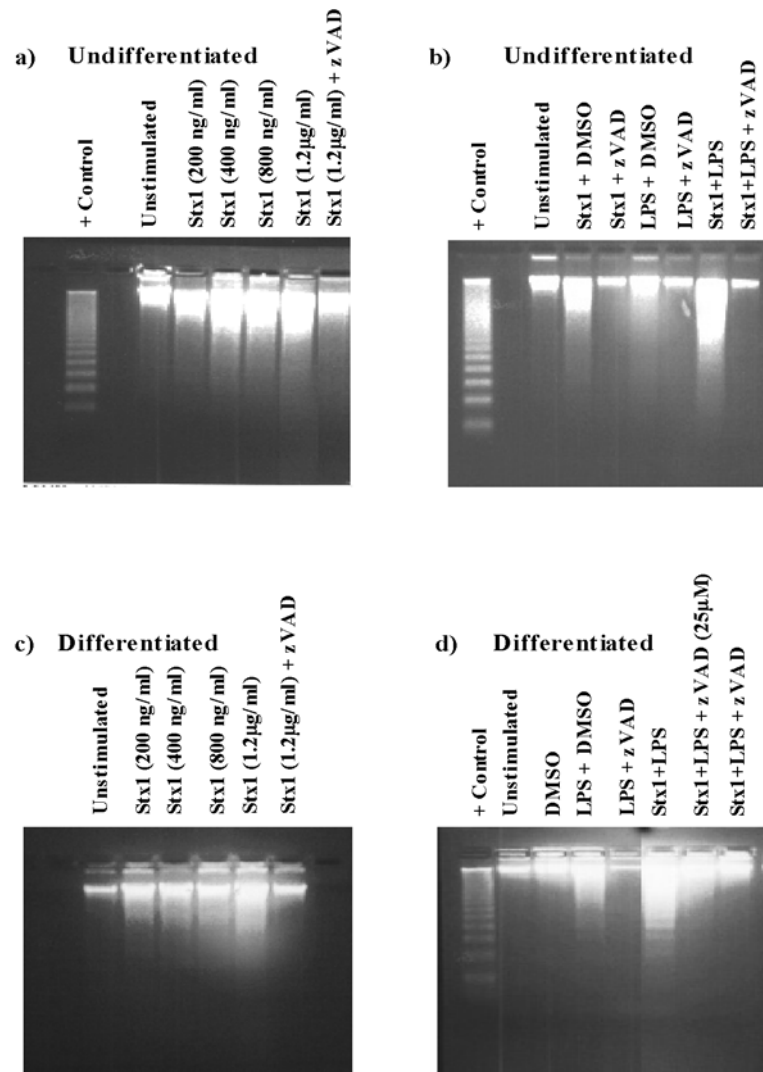 a) Undifferentiated
+ Control
Unstimulated
Stx1 (200 ng/ml)
Stx1 (400 ng/ml)
Stx1 (800 ng/ml)
Stx1 (1.2µg/ml)
Stx1 (1.2µg/ml) + zVAD
b) Undifferentiated
+ Control
Unstimulated
Stx1 + DMSO
Stx1 + zVAD
LPS + DMSO
LPS + zVAD
Stx1+LPS
Stx1+LPS + zVAD
c) Differentiated
Unstimulated
Stx1 (200 ng/ml)
Stx1 (400 ng/ml)
Stx1 (800 ng/ml)
Stx1 (1.2µg/ml)
Stx1 (1.2µg/ml) + zVAD
d) Differentiated
+ Control
Unstimulated
DMSO
LPS + DMSO
LPS + zVAD
Stx1+LPS
Stx1+LPS + zVAD (25µM)
Stx1+LPS + zVAD